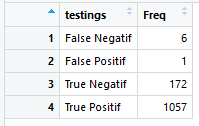 testings Freq
1 False Negatif 6
2 False Positif 1
3 True Negatif 172
4 True Positif 1057